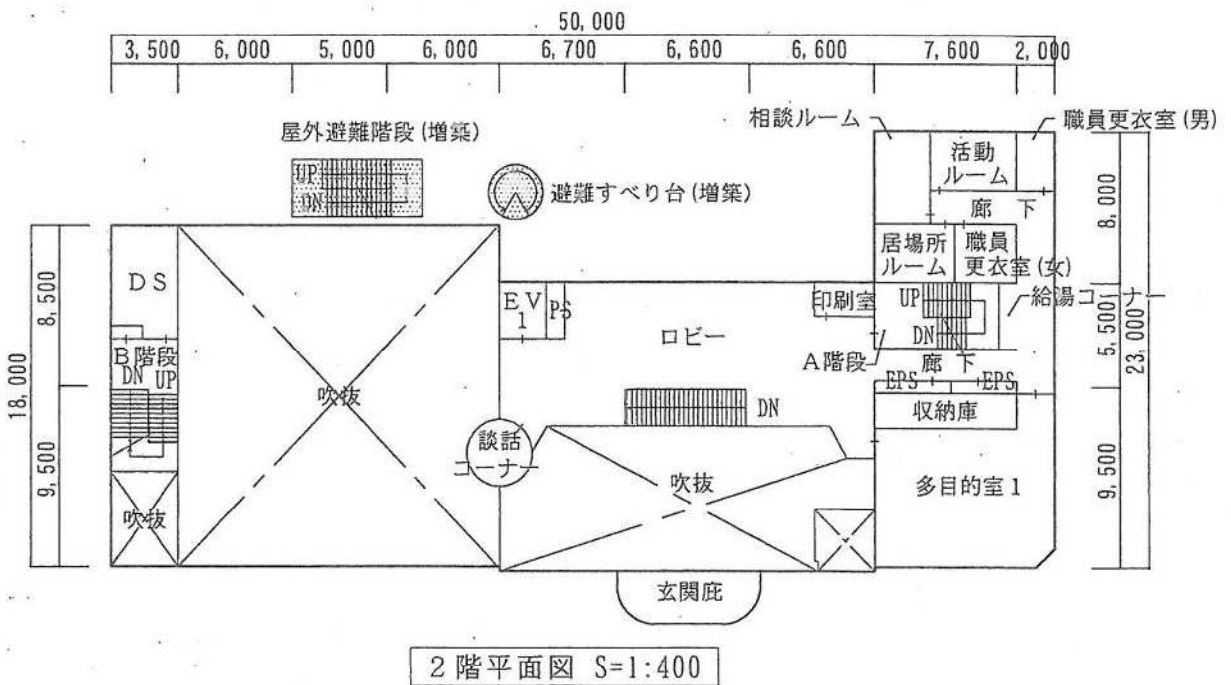 50,000
3,500 6,000 5,000 6,000 6,700 6,600 6,600 7,600 2,000
相談ルーム
職員更衣室(男)
屋外避難階段(増築)
UP
DN
避難すべり台(増築)
活動
ルーム
廊下
居場所
ルーム
職員
更衣室(女)
8,000
DS
EV
1
PS
ロビー
印刷室
UP
DN
給湯コーナー
A階段
廊下
5,500
23,000
8,500
18,000
9,500
B階段
DN UP
吹抜
DN
EPS
EPS
収納庫
談話
コーナー
吹抜
多目的室1
9,500
吹抜
玄関庇
2階平面図 S=1:400